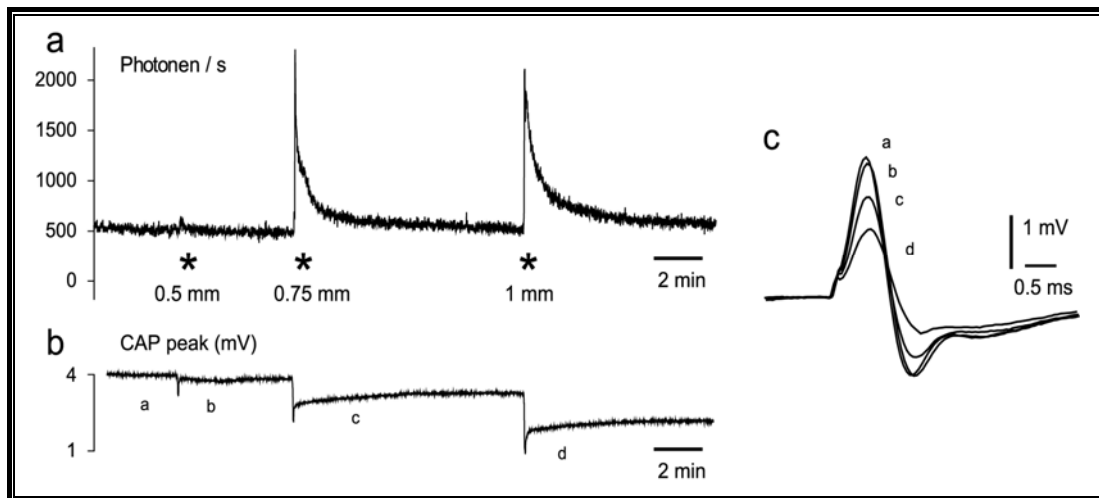 a
Photonen / s
2000
1500
1000
500
0
* * *
0.5 mm 0.75 mm 1 mm
2 min
b
CAP peak (mV)
4
1
a b c d
2 min
c
a
b
c
d
1 mV
0.5 ms